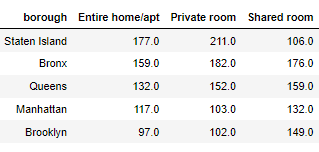 borough Entire home/apt Private room Shared room
Staten Island 177.0 211.0 106.0
Bronx 159.0 182.0 176.0
Queens 132.0 152.0 159.0
Manhattan 117.0 103.0 132.0
Brooklyn 97.0 102.0 149.0